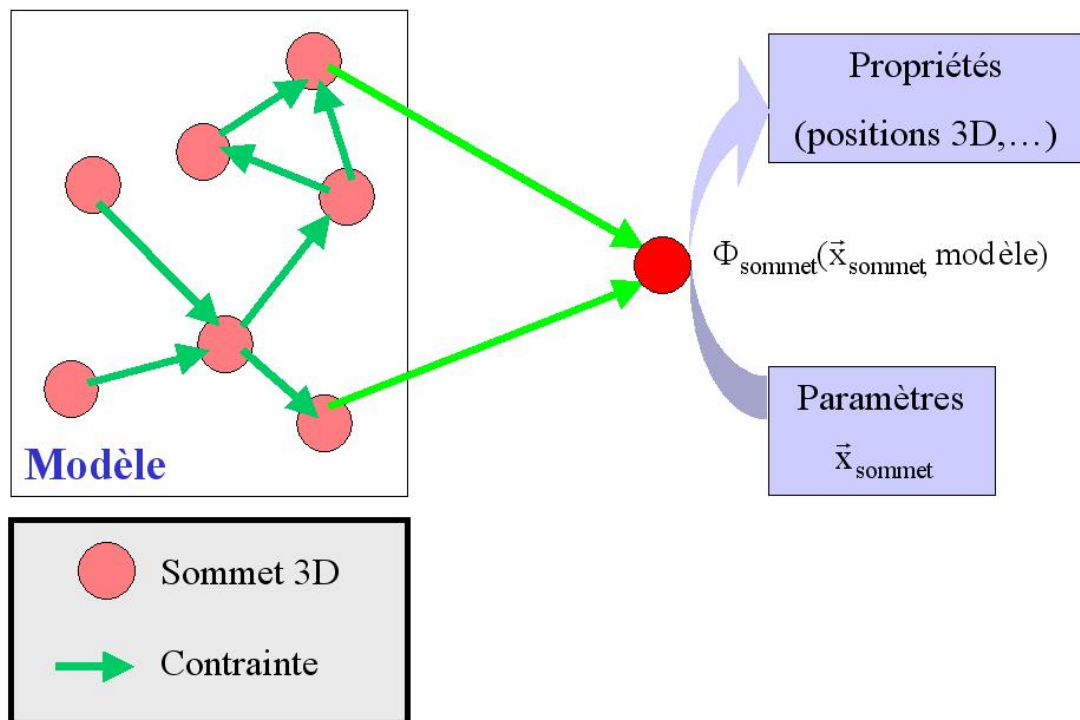 Propriétés
(positions 3D,…)
Φsommet(x⃗sommet, modèle)
Paramètres
x⃗sommet
Modèle
Sommet 3D
Contrainte